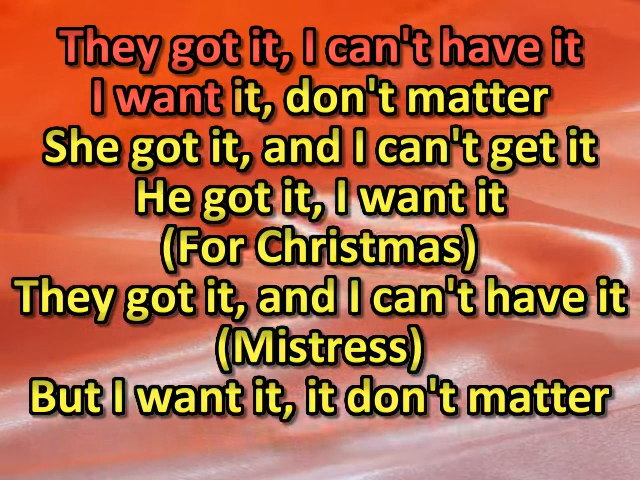 They got it, I can't have it
I want it, don't matter
She got it, and I can't get it
He got it, I want it
(For Christmas)
They got it, and I can't have it
(Mistress)
But I want it, it don't matter